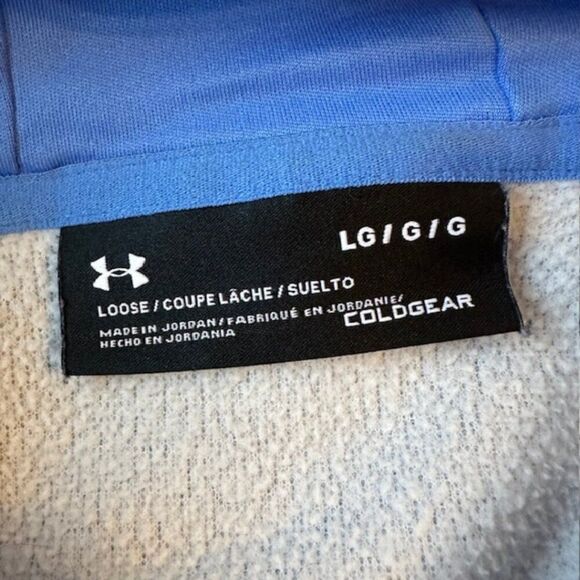 LG / G / G
LOOSE / COUPE LÂCHE / SUELTO
MADE IN JORDAN / FABRIQUÉ EN JORDANIE /
HECHO EN JORDANIA
COLDGEAR